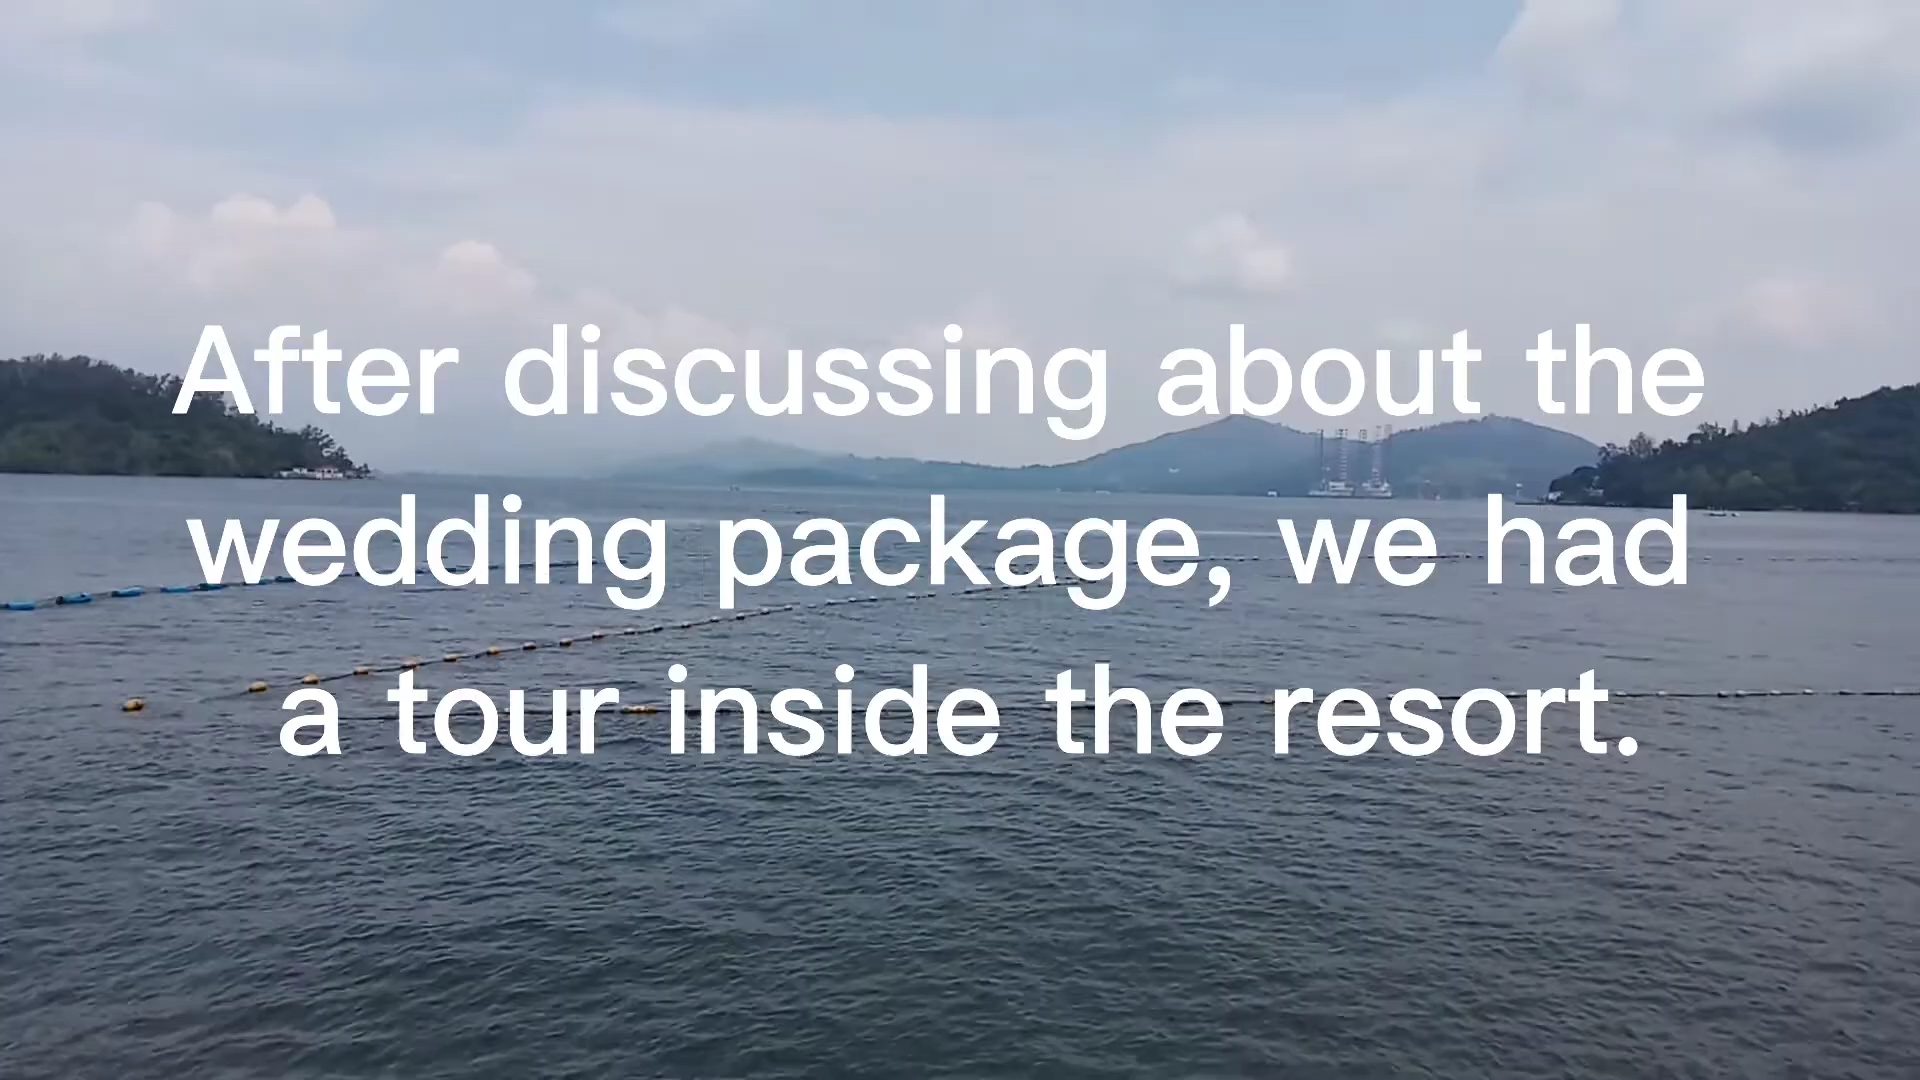 After discussing about the
wedding package, we had
a tour inside the resort.